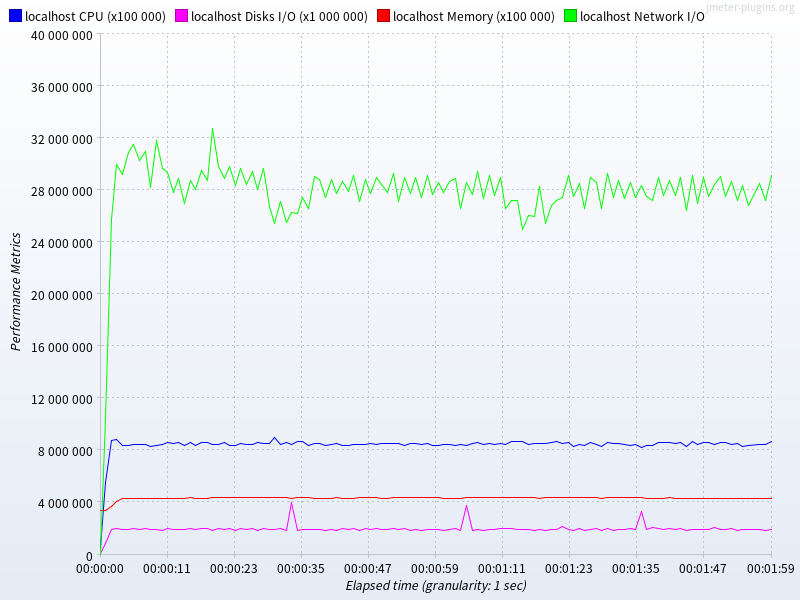 jmeter-plugins.org
localhost CPU (x100 000) localhost Disks I/O (x1 000 000) localhost Memory (x100 000) localhost Network I/O
40 000 000
36 000 000
32 000 000
28 000 000
24 000 000
20 000 000
16 000 000
12 000 000
8 000 000
4 000 000
0
Performance Metrics
00:00:00 00:00:11 00:00:23 00:00:35 00:00:47 00:00:59 00:01:11 00:01:23 00:01:35 00:01:47 00:01:59
Elapsed time (granularity: 1 sec)